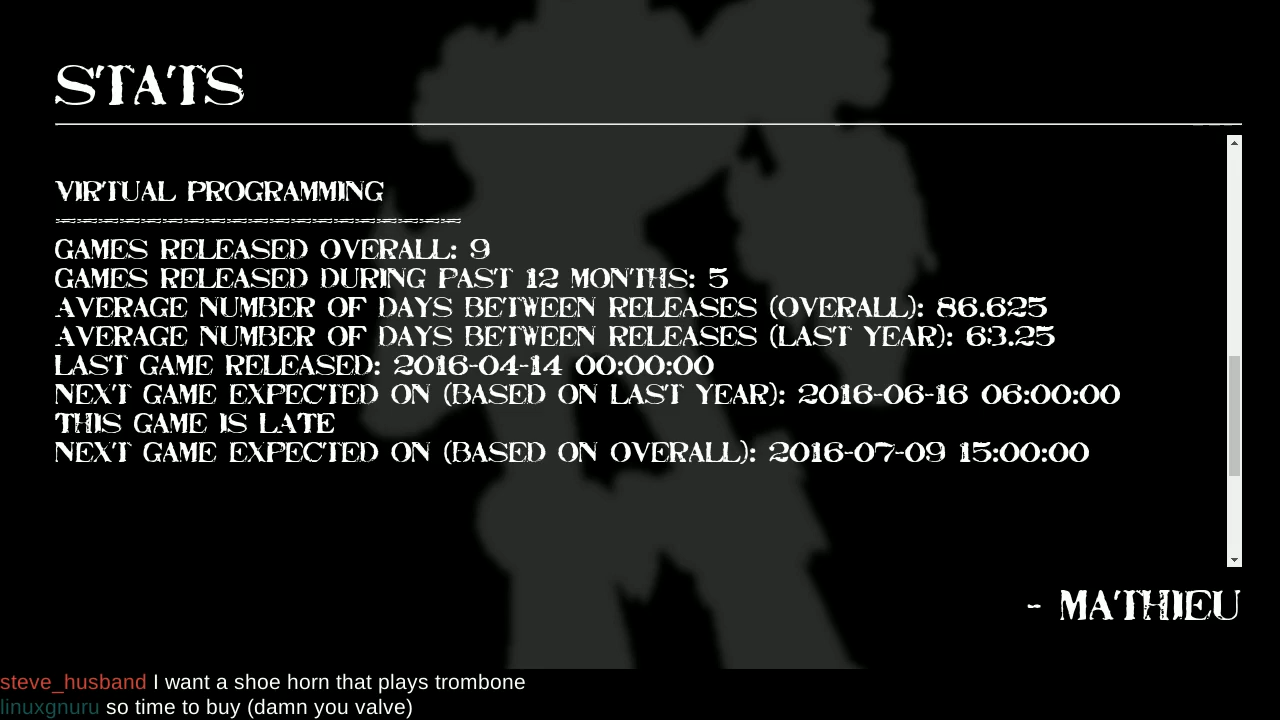 STATS
VIRTUAL PROGRAMMING
===================
GAMES RELEASED OVERALL: 9
GAMES RELEASED DURING PAST 12 MONTHS: 5
AVERAGE NUMBER OF DAYS BETWEEN RELEASES (OVERALL): 86.625
AVERAGE NUMBER OF DAYS BETWEEN RELEASES (LAST YEAR): 63.25
LAST GAME RELEASED: 2016-04-14 00:00:00
NEXT GAME EXPECTED ON (BASED ON LAST YEAR): 2016-06-16 06:00:00
THIS GAME IS LATE
NEXT GAME EXPECTED ON (BASED ON OVERALL): 2016-07-09 15:00:00
- MATHIEU
steve_husband I want a shoe horn that plays trombone
linuxgnuru so time to buy (damn you valve)